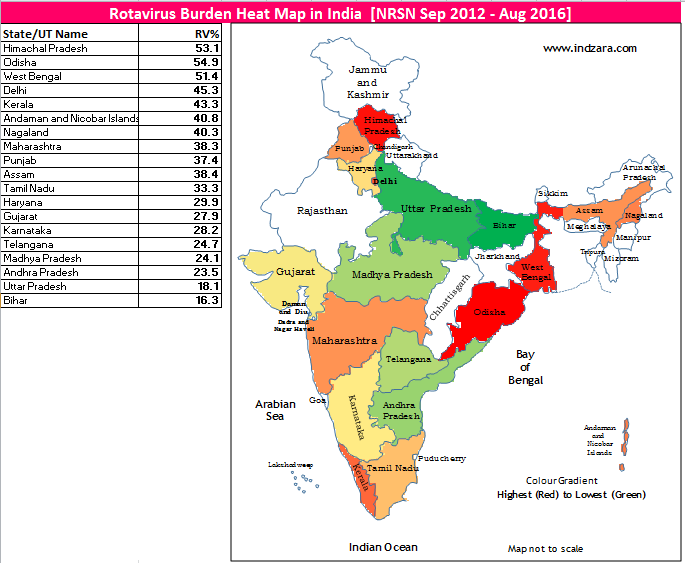 Rotavirus Burden Heat Map in India [NRSN Sep 2012 - Aug 2016]
State/UT Name RV%
Himachal Pradesh 53.1
Odisha 54.9
West Bengal 51.4
Delhi 45.3
Kerala 43.3
Andaman and Nicobar Islands 40.8
Nagaland 40.3
Maharashtra 38.3
Punjab 37.4
Assam 38.4
Tamil Nadu 33.3
Haryana 29.9
Gujarat 27.9
Karnataka 28.2
Telangana 24.7
Madhya Pradesh 24.1
Andhra Pradesh 23.5
Uttar Pradesh 18.1
Bihar 16.3
www.indzara.com
Jammu
and
Kashmir
Himachal
Pradesh
Punjab
Chandigarh
Uttarakhand
Haryana
Delhi
Arunachal
Pradesh
Sikkim
Rajasthan
Uttar Pradesh
Assam
Nagaland
Bihar
Meghalaya
Manipur
Jharkhand
Tripura
Mizoram
Gujarat
Madhya Pradesh
West
Bengal
Chhattisgarh
Daman
and Diu
Dadra and
Nagar Haveli
Odisha
Maharashtra
Telangana
Bay
of
Bengal
Goa
Arabian
Sea
Karnataka
Andhra
Pradesh
Andaman
and
Nicobar
Islands
Lakshadweep
Kerala
Tamil Nadu
Puducherry
Colour Gradient
Highest (Red) to Lowest (Green)
Indian Ocean
Map not to scale